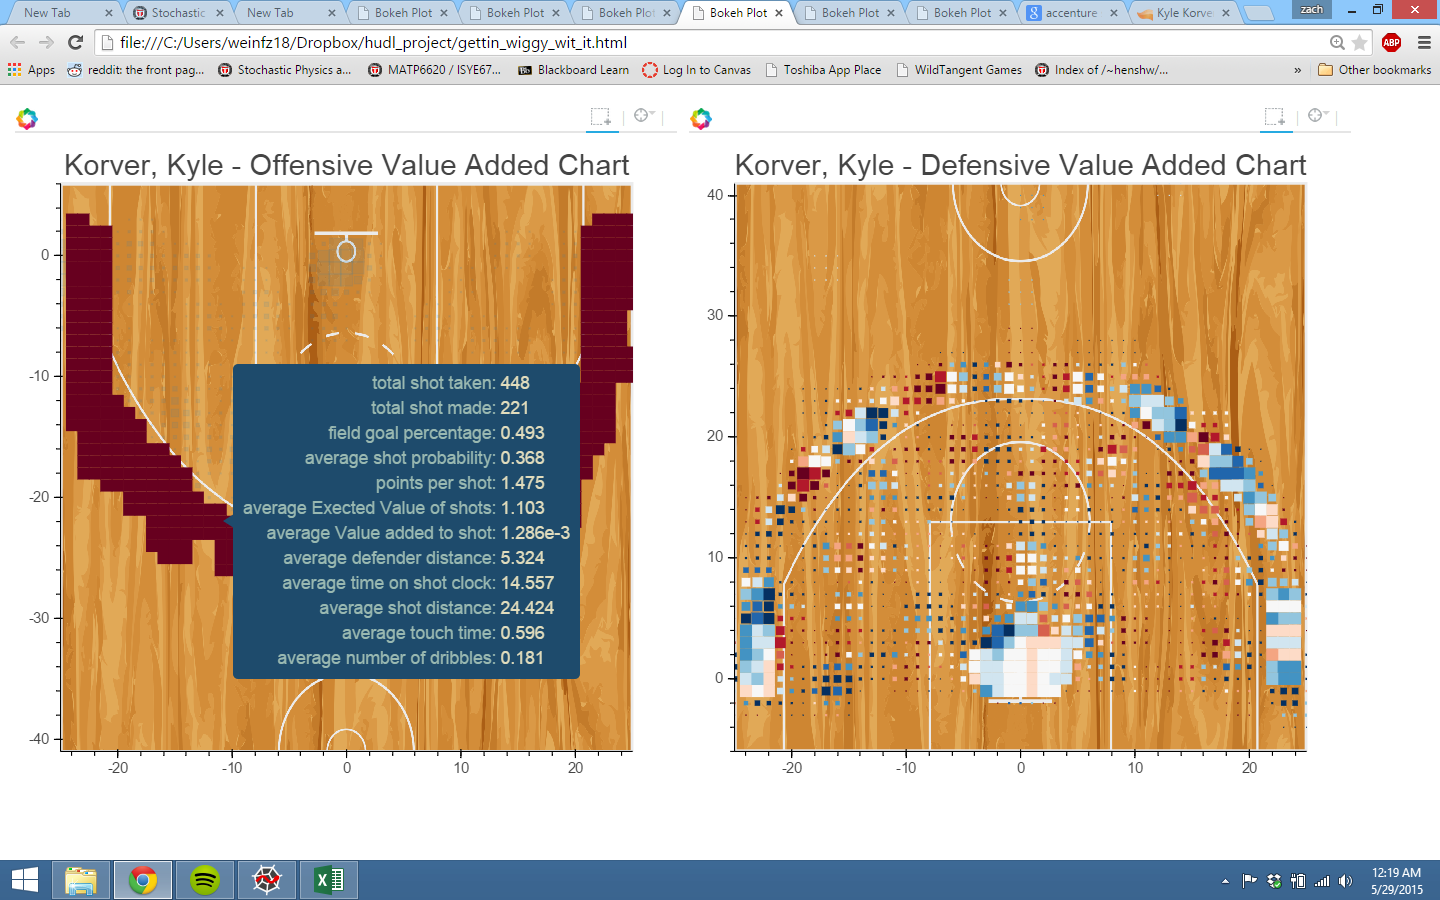 New Tab
Stochastic
New Tab
Bokeh Plot
Bokeh Plot
Bokeh Plot
Bokeh Plot
Bokeh Plot
Bokeh Plot
accenture
Kyle Korve
zach
file:///C:/Users/weinfz18/Dropbox/hudl_project/gettin_wiggy_wit_it.html
ABP
Apps
reddit: the front pag...
Stochastic Physics a...
MATP6620 / ISYE67...
Bb
Blackboard Learn
Log In to Canvas
Toshiba App Place
WildTangent Games
Index of /~henshw/...
»
Other bookmarks
Korver, Kyle - Offensive Value Added Chart
0
-10
-20
-30
-40
-20 -10 0 10 20
total shot taken: 448
total shot made: 221
field goal percentage: 0.493
average shot probability: 0.368
points per shot: 1.475
average Exected Value of shots: 1.103
average Value added to shot: 1.286e-3
average defender distance: 5.324
average time on shot clock: 14.557
average shot distance: 24.424
average touch time: 0.596
average number of dribbles: 0.181
Korver, Kyle - Defensive Value Added Chart
40
30
20
10
0
-20 -10 0 10 20
12:19 AM
5/29/2015